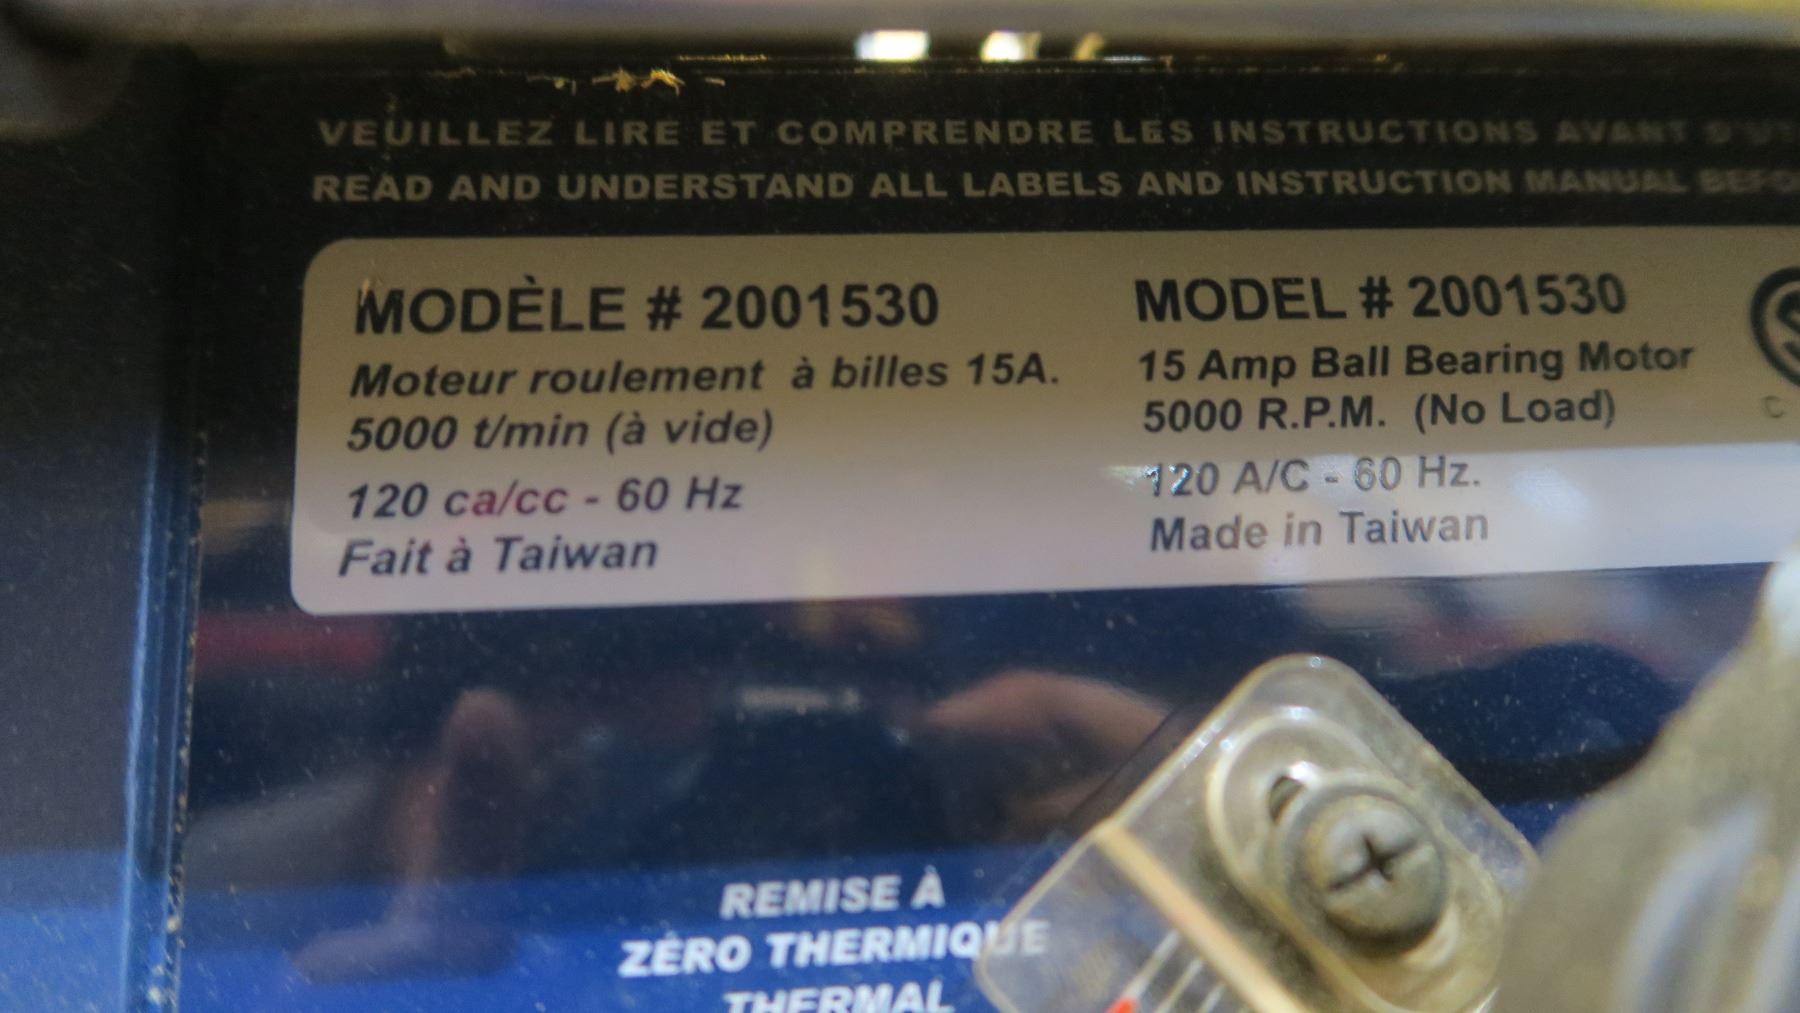 VEUILLEZ LIRE ET COMPRENDRE LES INSTRUCTIONS AVANT
READ AND UNDERSTAND ALL LABELS AND INSTRUCTION MANUAL
MODÈLE # 2001530
Moteur roulement à billes 15A.
5000 t/min (à vide)
120 ca/cc - 60 Hz
Fait à Taiwan
MODEL # 2001530
15 Amp Ball Bearing Motor
5000 R.P.M. (No Load)
120 A/C - 60 Hz.
Made in Taiwan
REMISE À
ZÉRO THERMIQUE
THERMAL